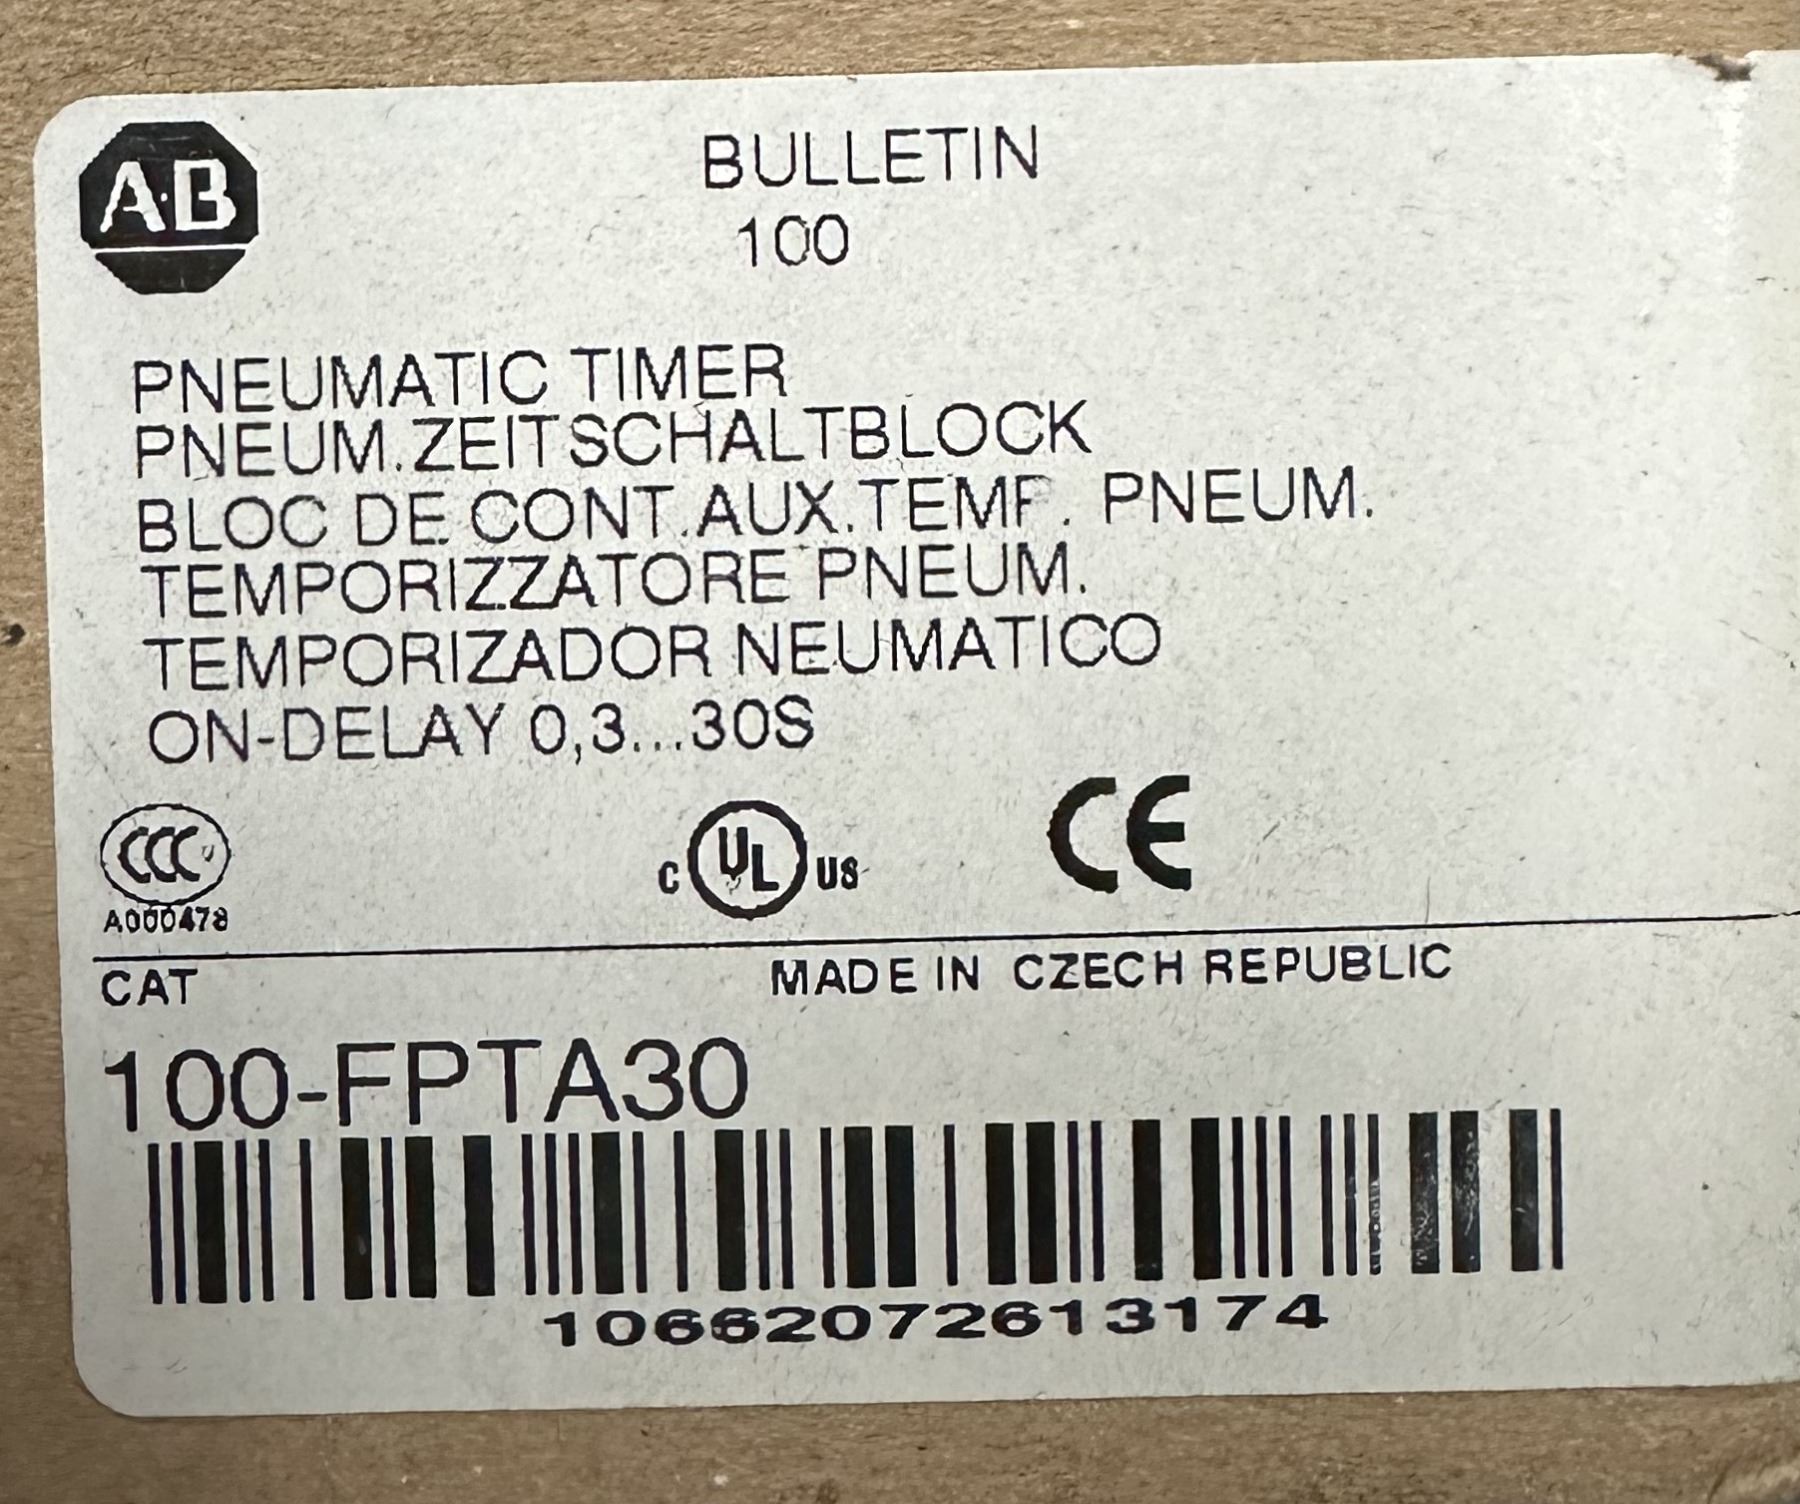 AB
BULLETIN
100
PNEUMATIC TIMER
PNEUM.ZEITSCHALTBLOCK
BLOC DE CONT.AUX.TEMP. PNEUM.
TEMPORIZZATORE PNEUM.
TEMPORIZADOR NEUMATICO
ON-DELAY 0,3...30S
CCC
A000478
C UL US
CE
CAT
MADE IN CZECH REPUBLIC
100-FPTA30
10662072613174